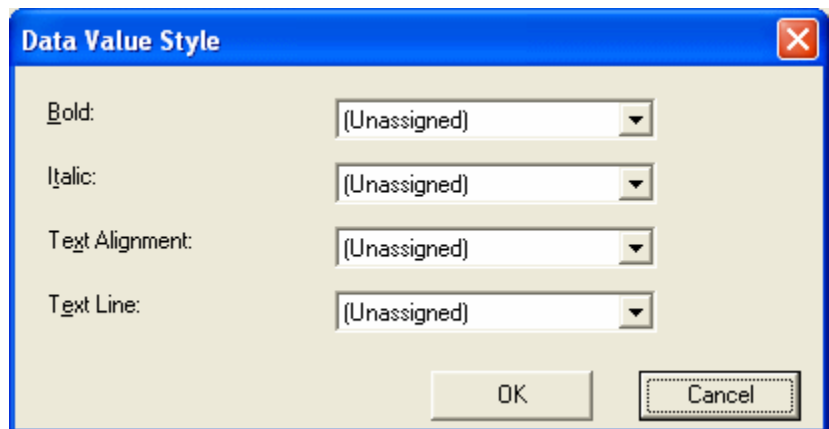 Data Value Style
Bold: (Unassigned)
Italic: (Unassigned)
Text Alignment: (Unassigned)
Text Line: (Unassigned)
OK Cancel